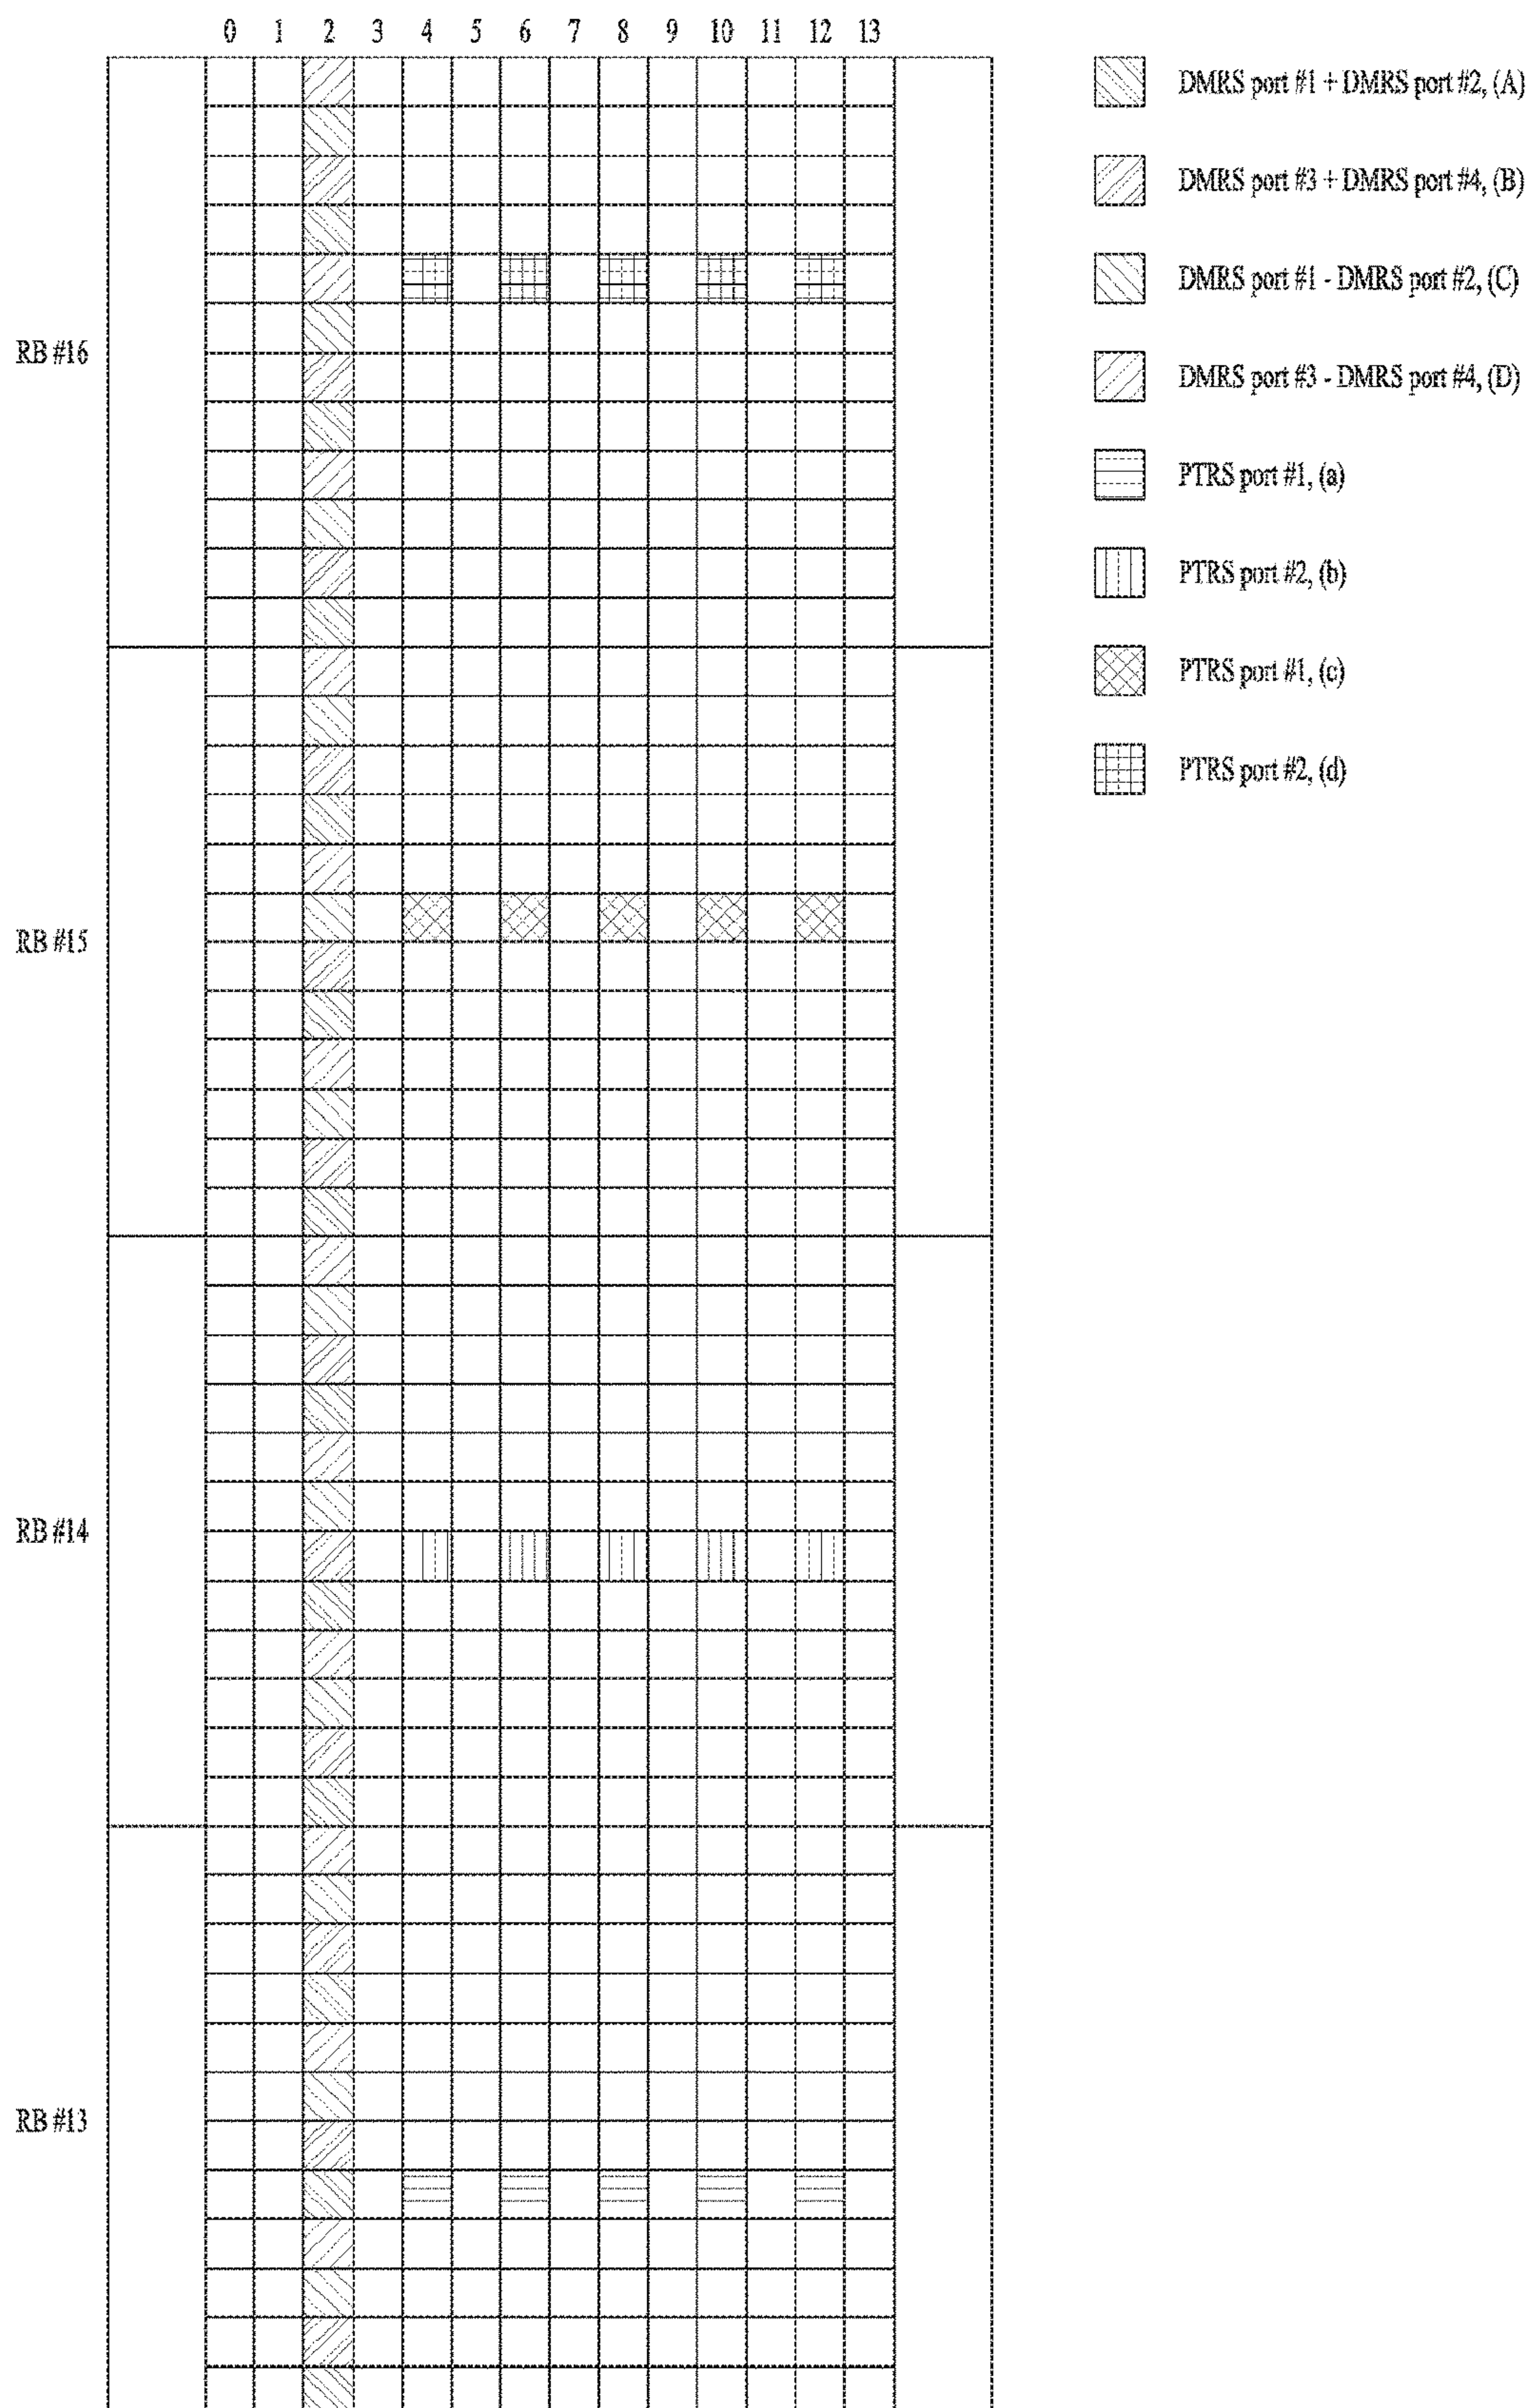 0 1 2 3 4 5 6 7 8 9 10 11 12 13
DMRS port #1 + DMRS port #2, (A)
DMRS port #3 + DMRS port #4, (B)
DMRS port #1 - DMRS port #2, (C)
DMRS port #3 - DMRS port #4, (D)
PTRS port #1, (a)
PTRS port #2, (b)
PTRS port #1, (c)
PTRS port #2, (d)
RB #16
RB #15
RB #14
RB #13